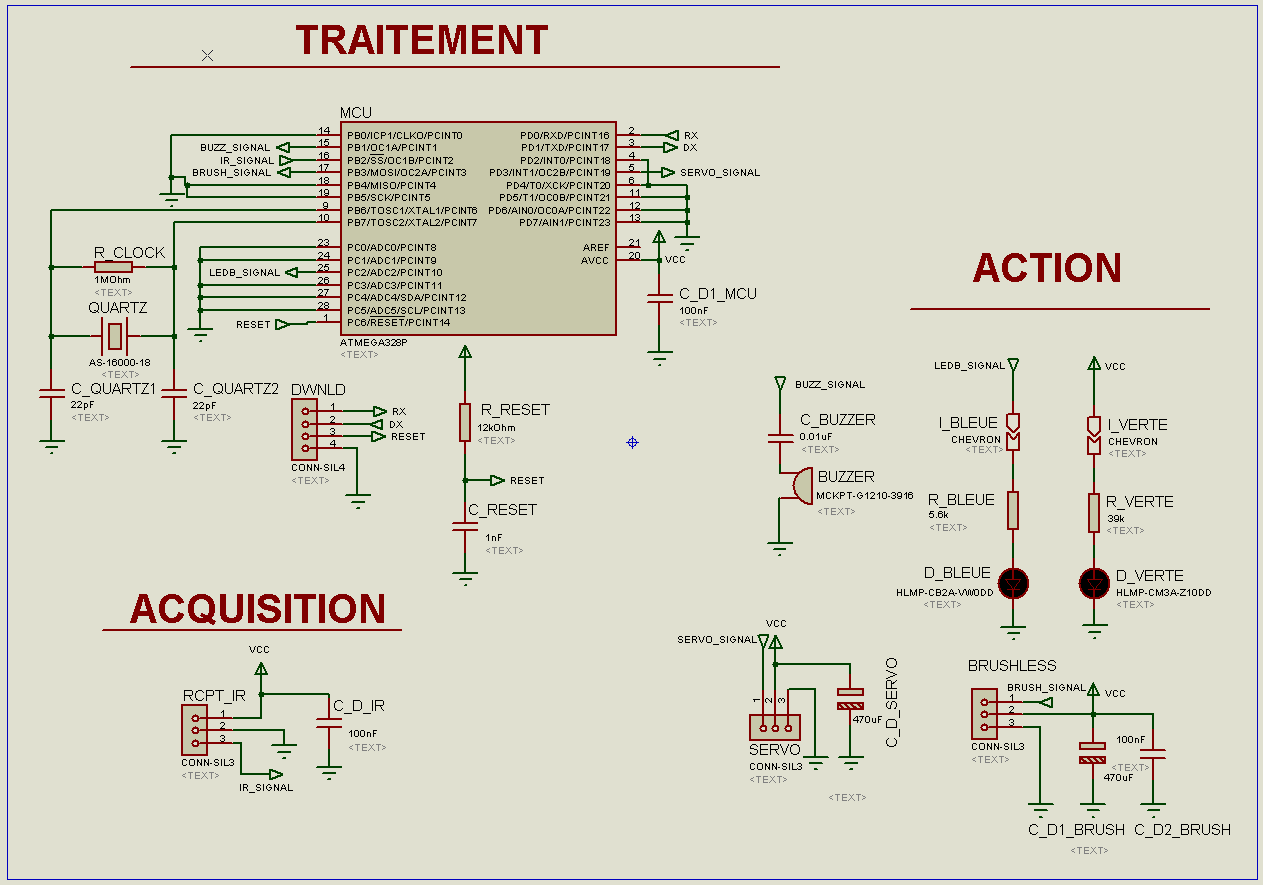 TRAITEMENT
MCU
14 PB0/ICP1/CLKO/PCINT0 PD0/RXD/PCINT16 2 RX
BUZZ_SIGNAL 15 PB1/OC1A/PCINT1 PD1/TXD/PCINT17 3 DX
IR_SIGNAL 16 PB2/SS/OC1B/PCINT2 PD2/INT0/PCINT18 4
BRUSH_SIGNAL 17 PB3/MOSI/OC2A/PCINT3 PD3/INT1/OC2B/PCINT19 5 SERVO_SIGNAL
18 PB4/MISO/PCINT4 PD4/T0/XCK/PCINT20 6
19 PB5/SCK/PCINT5 PD5/T1/OC0B/PCINT21 11
9 PB6/TOSC1/XTAL1/PCINT6 PD6/AIN0/OC0A/PCINT22 12
10 PB7/TOSC2/XTAL2/PCINT7 PD7/AIN1/PCINT23 13
23 PC0/ADC0/PCINT8 AREF 21
24 PC1/ADC1/PCINT9 AVCC 20 VCC
LEDB_SIGNAL 25 PC2/ADC2/PCINT10
26 PC3/ADC3/PCINT11
27 PC4/ADC4/SDA/PCINT12
28 PC5/ADC5/SCL/PCINT13
RESET 1 PC6/RESET/PCINT14
ATMEGA328P
<TEXT>
R_CLOCK
1MOhm
<TEXT>
QUARTZ
AS-16000-18
<TEXT>
C_QUARTZ1
22pF
<TEXT>
C_QUARTZ2
22pF
<TEXT>
C_D1_MCU
100nF
<TEXT>
DWNLD
1 RX
2 DX
3 RESET
4
CONN-SIL4
<TEXT>
R_RESET
12kOhm
<TEXT>
RESET
C_RESET
1nF
<TEXT>
ACTION
BUZZ_SIGNAL
C_BUZZER
0.01uF
<TEXT>
BUZZER
MCKPT-G1210-3916
<TEXT>
LEDB_SIGNAL
I_BLEUE
CHEVRON
<TEXT>
R_BLEUE
5.6k
<TEXT>
D_BLEUE
HLMP-CB2A-VW0DD
<TEXT>
VCC
I_VERTE
CHEVRON
<TEXT>
R_VERTE
39k
<TEXT>
D_VERTE
HLMP-CM3A-Z10DD
<TEXT>
ACQUISITION
VCC
RCPT_IR
1
2
3
CONN-SIL3
<TEXT>
IR_SIGNAL
C_D_IR
100nF
<TEXT>
VCC
SERVO_SIGNAL
1
2
3
SERVO
CONN-SIL3
<TEXT>
470uF
C_D_SERVO
<TEXT>
BRUSHLESS
BRUSH_SIGNAL
VCC
1
2
3
CONN-SIL3
<TEXT>
100nF
<TEXT>
470uF
C_D1_BRUSH C_D2_BRUSH
<TEXT>